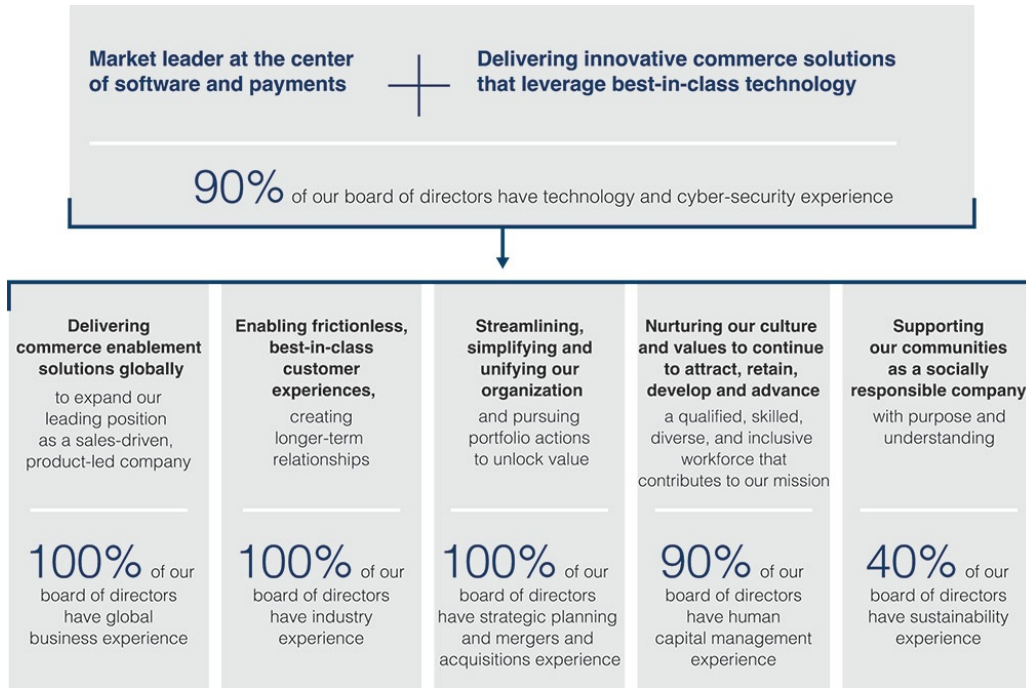 Market leader at the center
of software and payments
Delivering innovative commerce solutions
that leverage best-in-class technology
90% of our board of directors have technology and cyber-security experience
Delivering
commerce enablement
solutions globally
to expand our
leading position
as a sales-driven,
product-led company
100% of our
board of directors
have global
business experience
Enabling frictionless,
best-in-class
customer
experiences,
creating
longer-term
relationships
100% of our
board of directors
have industry
experience
Streamlining,
simplifying and
unifying our
organization
and pursuing
portfolio actions
to unlock value
100% of our
board of directors
have strategic planning
and mergers and
acquisitions experience
Nurturing our culture
and values to continue
to attract, retain,
develop and advance
a qualified, skilled,
diverse, and inclusive
workforce that
contributes to our mission
90% of our
board of directors
have human
capital management
experience
Supporting
our communities
as a socially
responsible company
with purpose and
understanding
40% of our
board of directors
have sustainability
experience